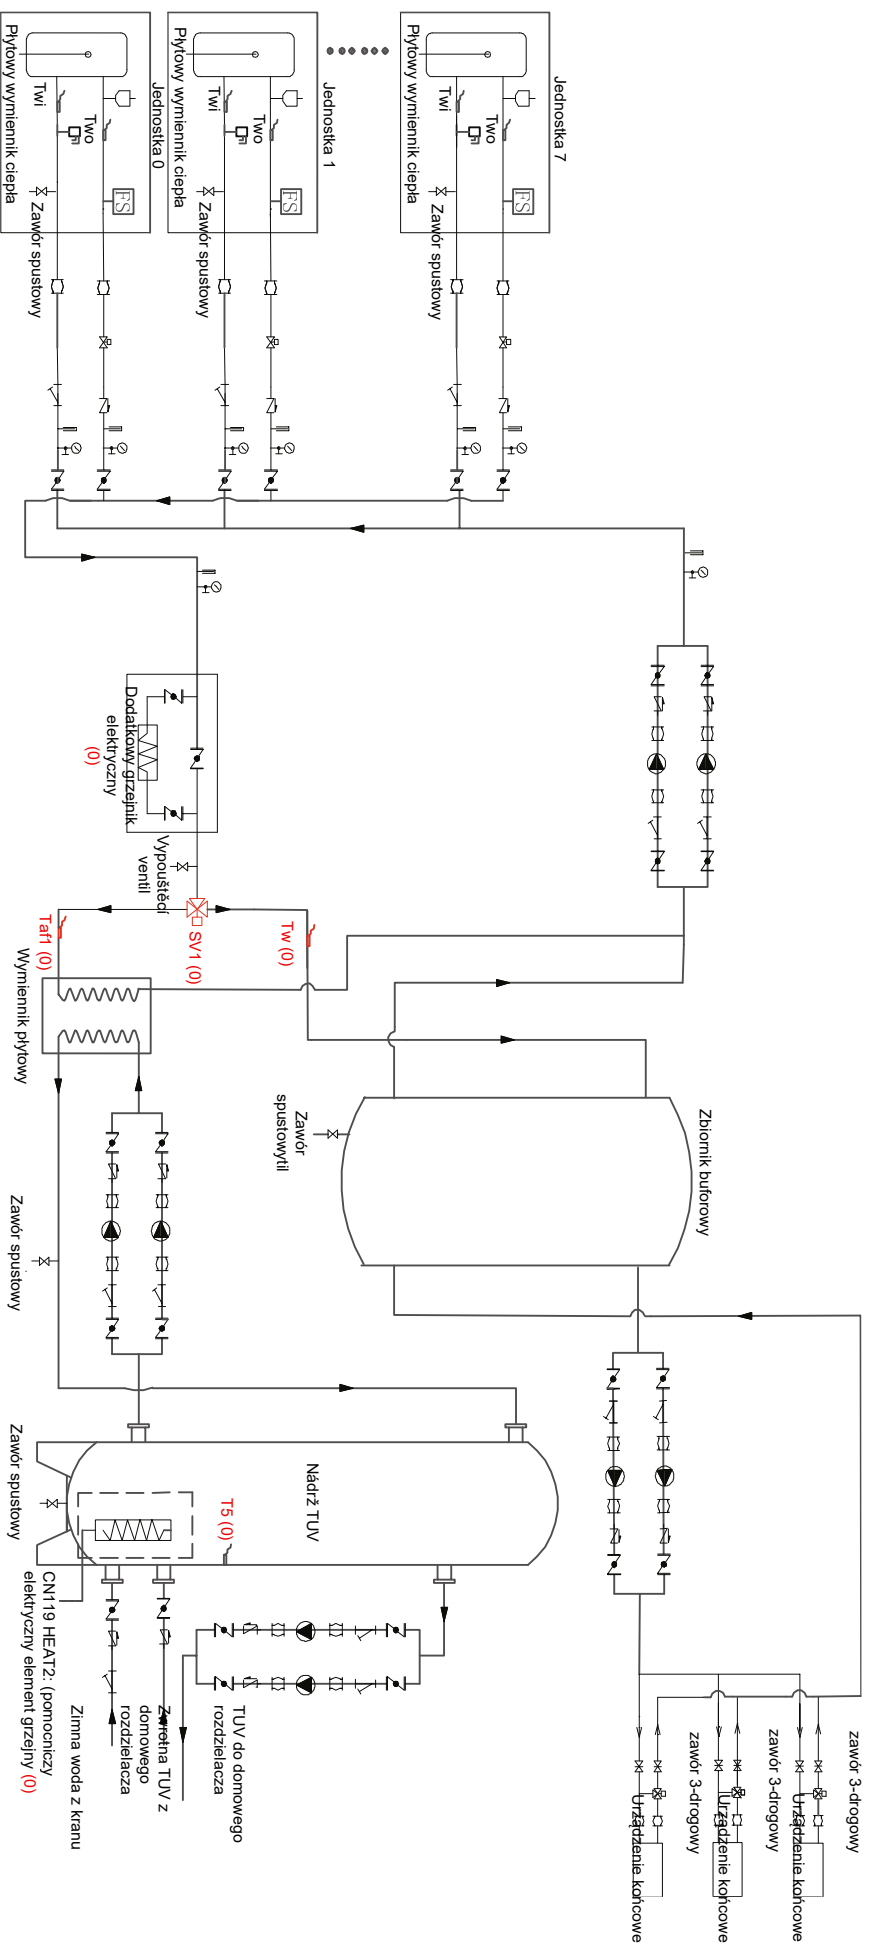 Jednostka 7
Płytowy wymiennik ciepła
Twi
Two
FS
Zawór spustowy
Jednostka 1
Płytowy wymiennik ciepła
Twi
Two
FS
Zawór spustowy
Jednostka 0
Płytowy wymiennik ciepła
Twi
Two
FS
Zawór spustowy
Dodatkowy grzejnik
elektryczny
(0)
Vypouštěcí
ventil
SV1 (0)
Tw (0)
Taf1 (0)
Wymiennik płytowy
Zbiornik buforowy
Zawór
spustowytil
Zawór spustowy
Zawór spustowy
Nádrž TUV
T5 (0)
CN119 HEAT2: (pomocniczy
elektryczny element grzejny (0)
Zimna woda z kranu
Zwrotna TUV z
domowego
rozdzielacza
TUV do domowego
rozdzielacza
zawór 3-drogowy
Urządzenie końcowe
zawór 3-drogowy
Urządzenie końcowe
zawór 3-drogowy
Urządzenie końcowe